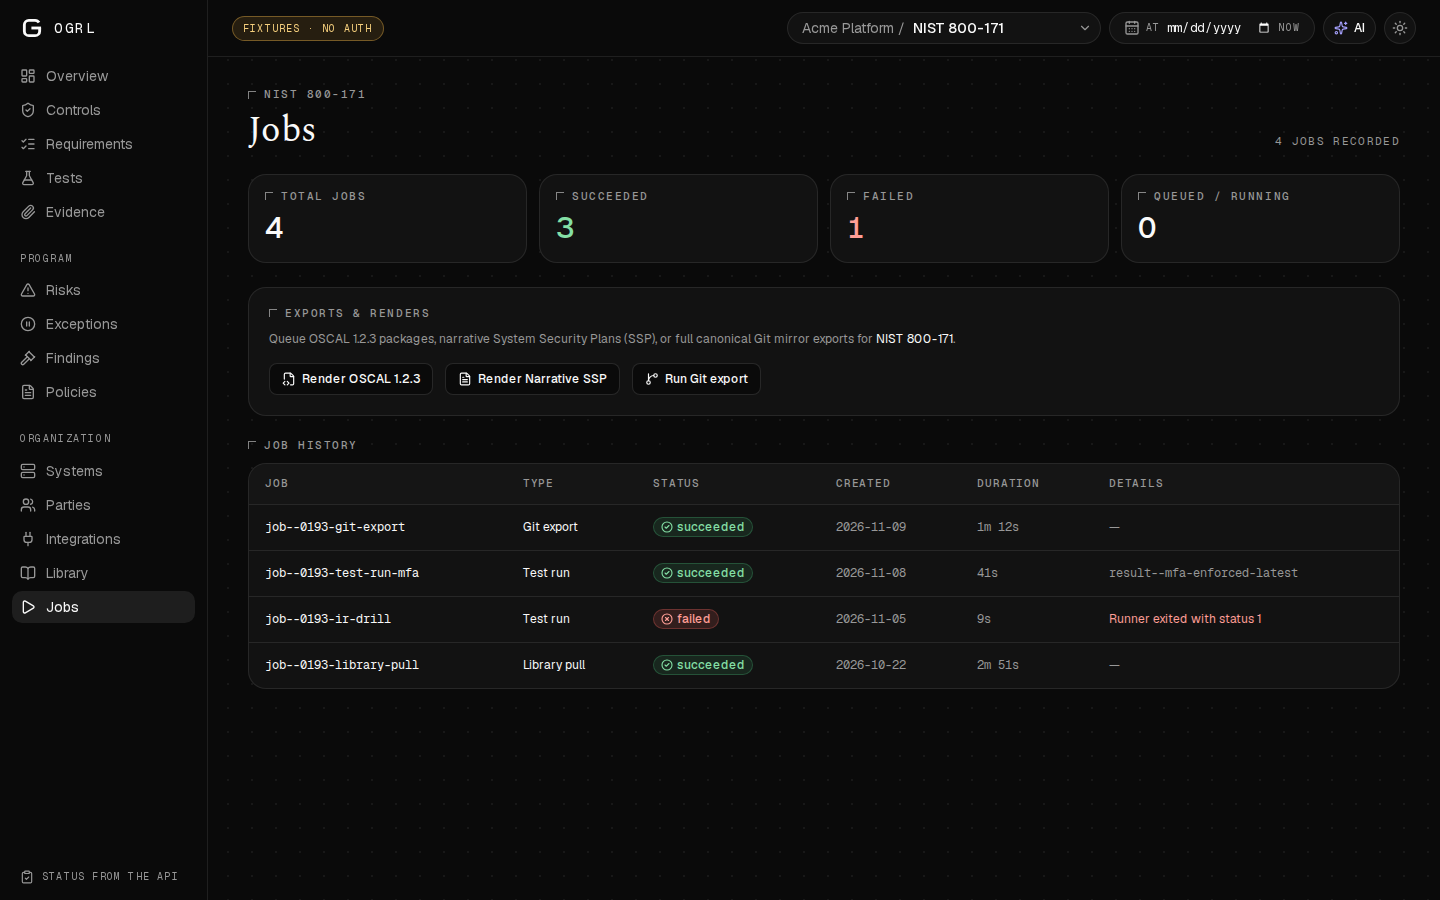 OGRL
FIXTURES · NO AUTH
Acme Platform / NIST 800-171
AT mm/dd/yyyy NOW
AI
Overview
Controls
Requirements
Tests
Evidence
PROGRAM
Risks
Exceptions
Findings
Policies
ORGANIZATION
Systems
Parties
Integrations
Library
Jobs
STATUS FROM THE API
NIST 800-171
Jobs
4 JOBS RECORDED
TOTAL JOBS
4
SUCCEEDED
3
FAILED
1
QUEUED / RUNNING
0
EXPORTS & RENDERS
Queue OSCAL 1.2.3 packages, narrative System Security Plans (SSP), or full canonical Git mirror exports for NIST 800-171.
Render OSCAL 1.2.3
Render Narrative SSP
Run Git export
JOB HISTORY
JOB TYPE STATUS CREATED DURATION DETAILS
job--0193-git-export Git export succeeded 2026-11-09 1m 12s —
job--0193-test-run-mfa Test run succeeded 2026-11-08 41s result--mfa-enforced-latest
job--0193-ir-drill Test run failed 2026-11-05 9s Runner exited with status 1
job--0193-library-pull Library pull succeeded 2026-10-22 2m 51s —